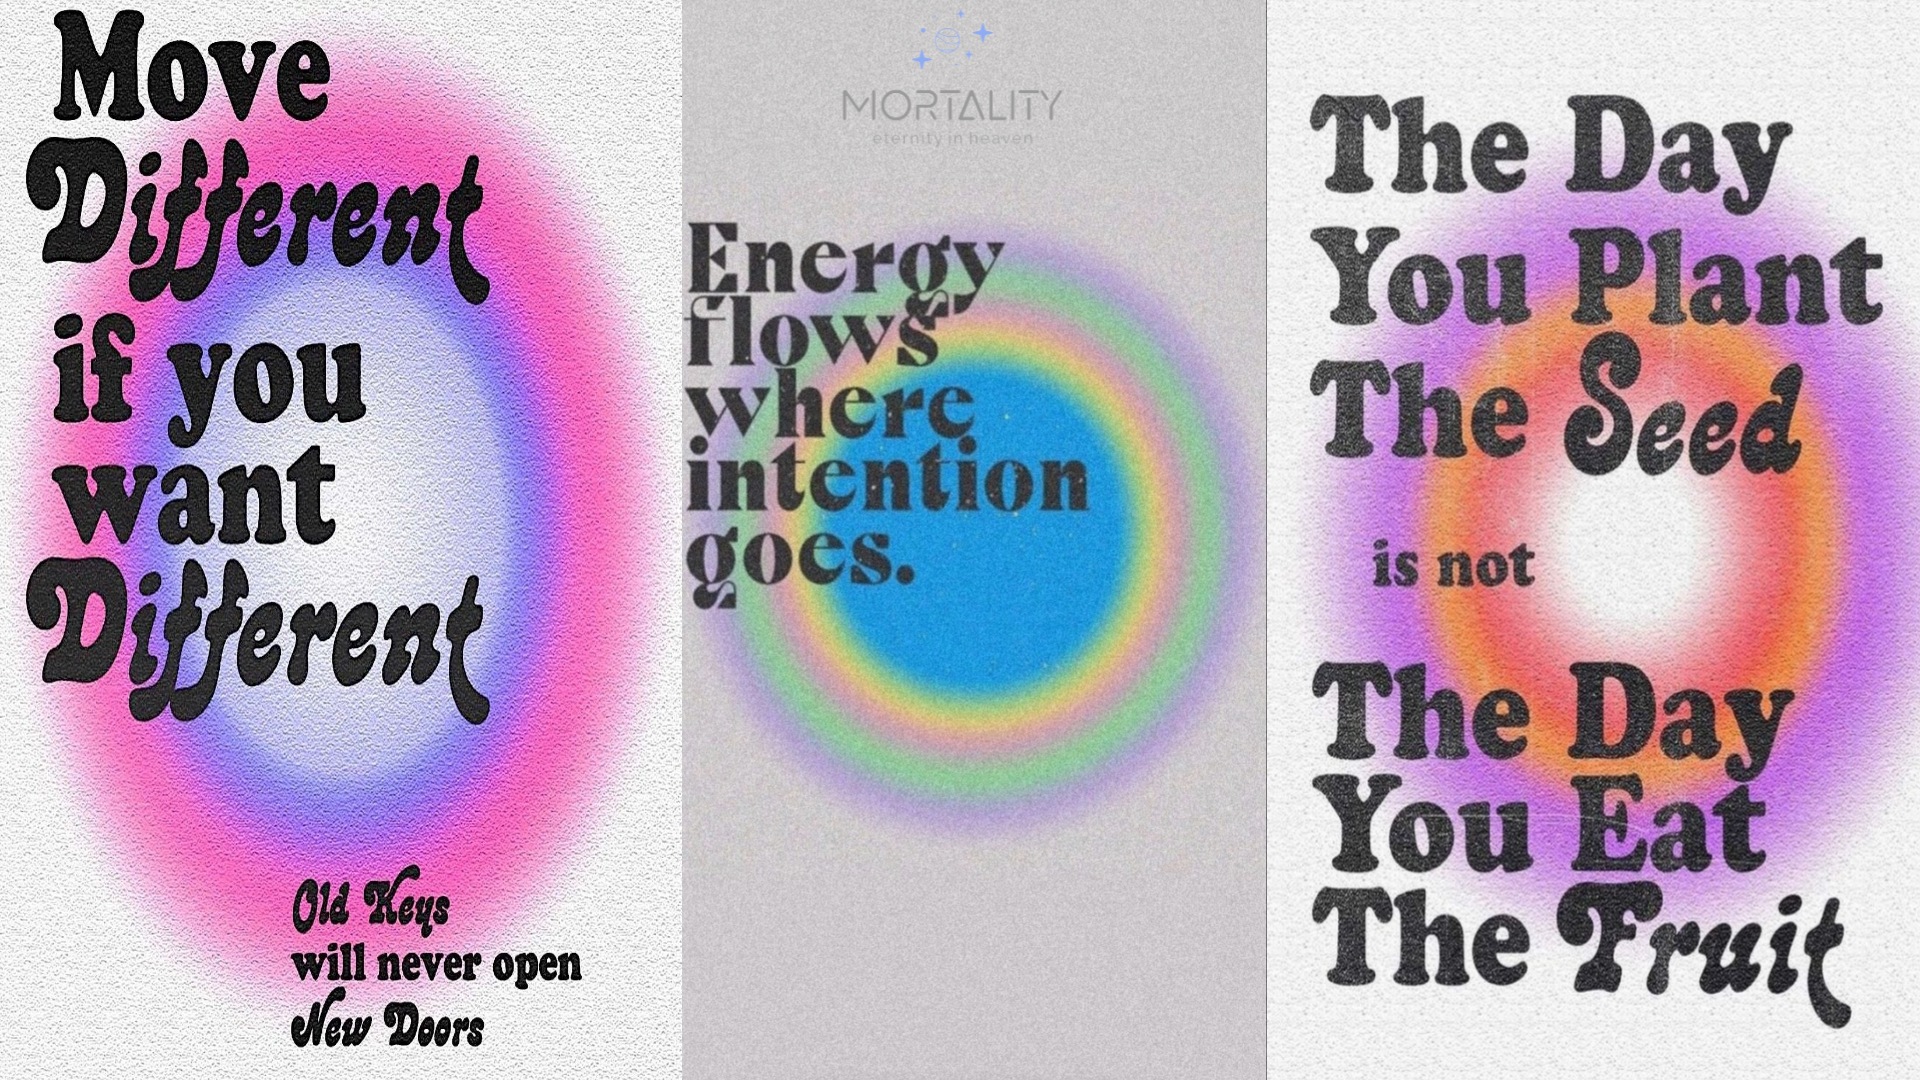 Move
Different
if you
want
Different
Old Keys
will never open
New Doors
MORTALITY
eternity in heaven
Energy
flows
where
intention
goes.
The Day
You Plant
The Seed
is not
The Day
You Eat
The Fruit